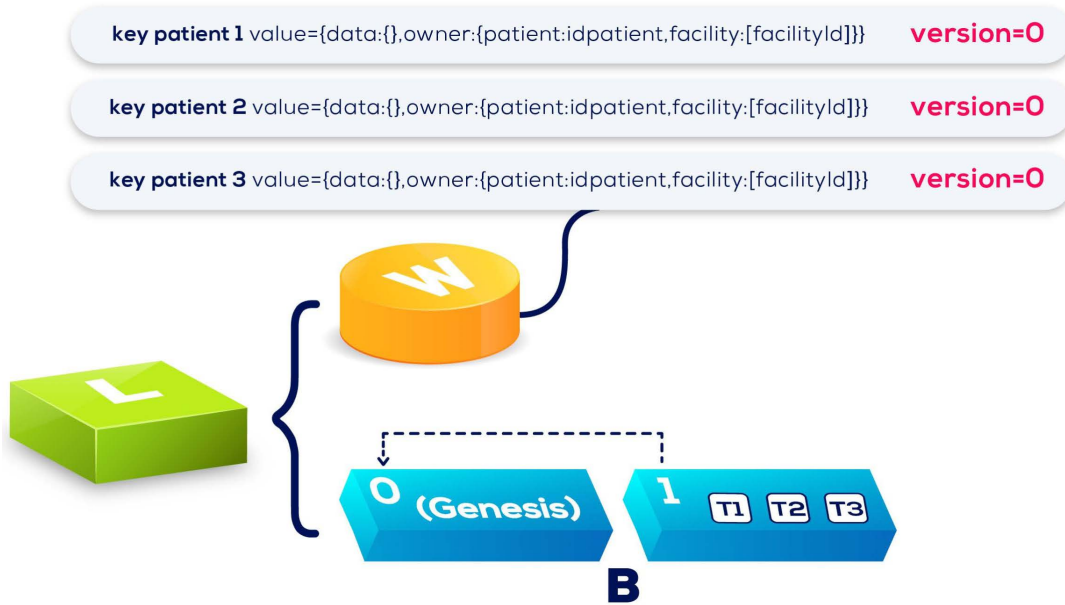 key patient 1 value={data:{},owner:{patient:idpatient,facility:[facilityId]}} version=0
key patient 2 value={data:{},owner:{patient:idpatient,facility:[facilityId]}} version=0
key patient 3 value={data:{},owner:{patient:idpatient,facility:[facilityId]}} version=0
W
L
0 (Genesis)
1 T1 T2 T3
B